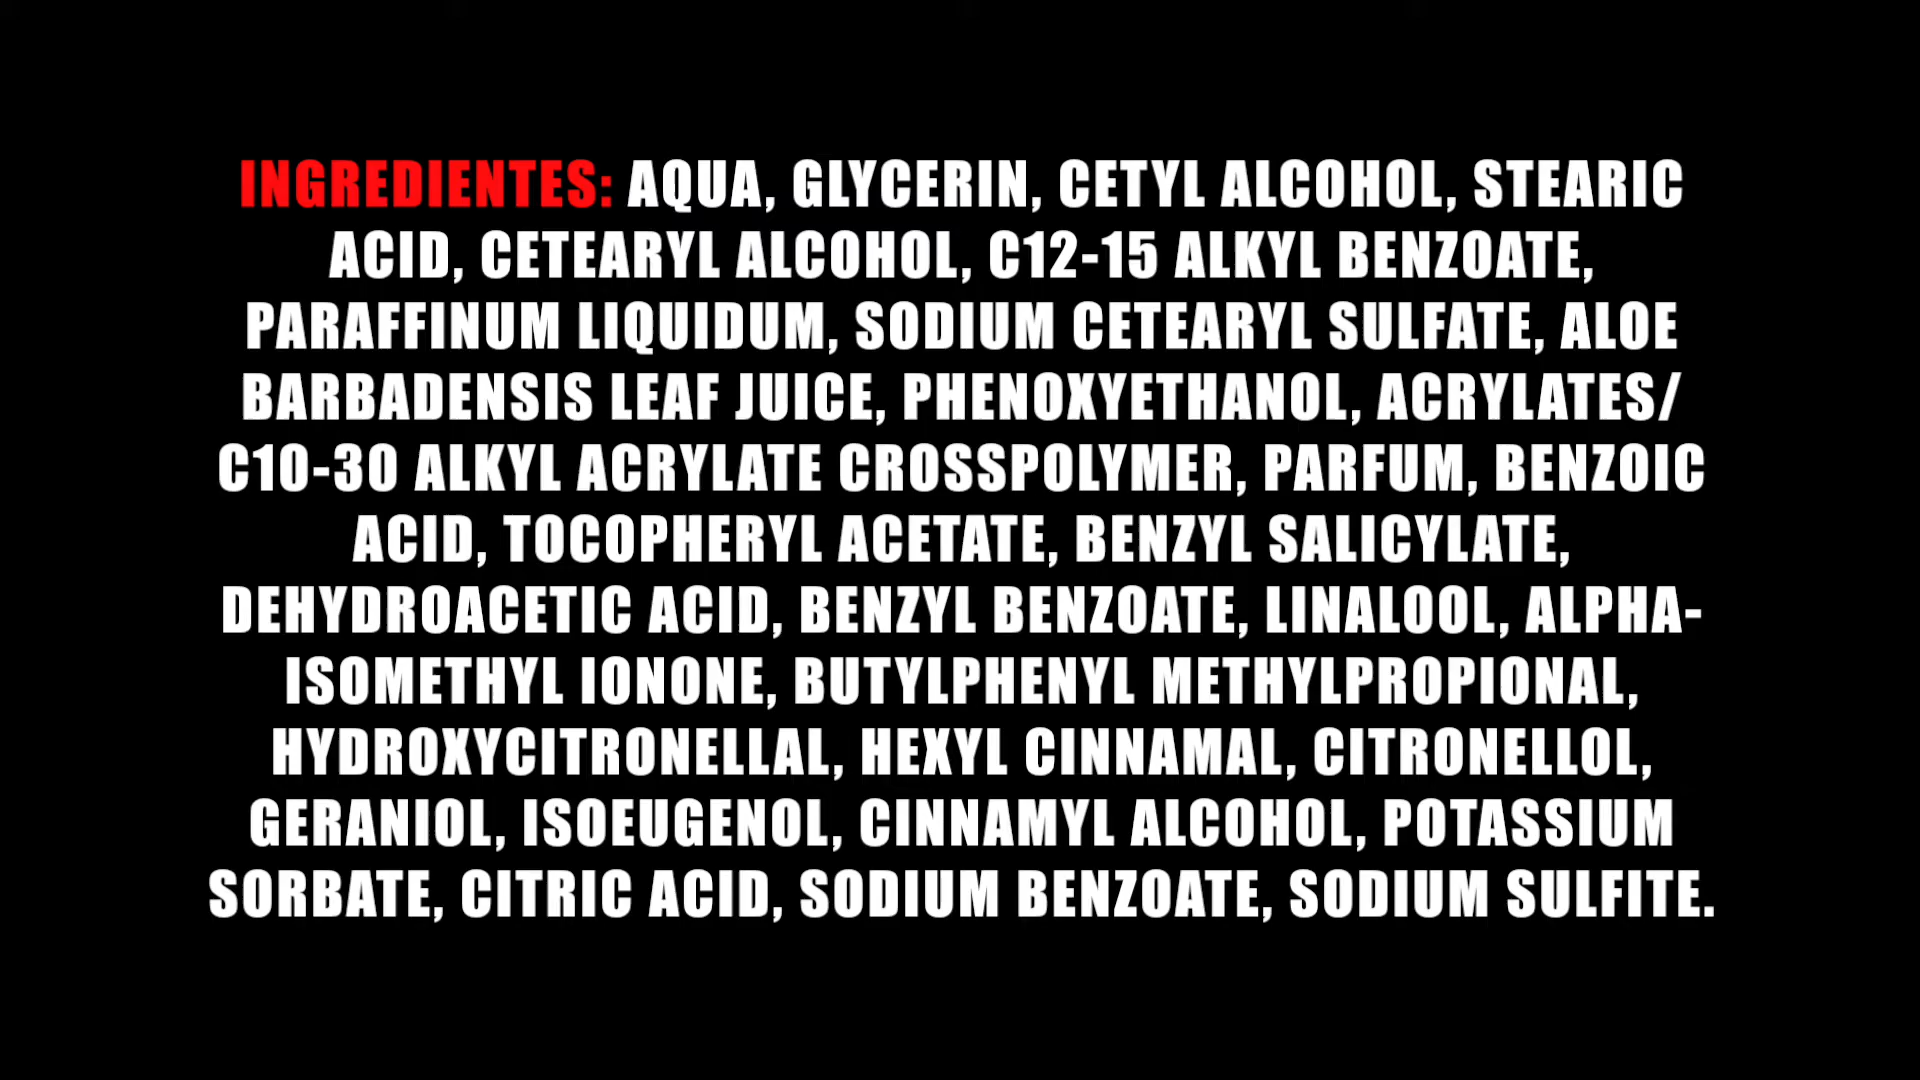 INGREDIENTES: AQUA, GLYCERIN, CETYL ALCOHOL, STEARIC
ACID, CETEARYL ALCOHOL, C12-15 ALKYL BENZOATE,
PARAFFINUM LIQUIDUM, SODIUM CETEARYL SULFATE, ALOE
BARBADENSIS LEAF JUICE, PHENOXYETHANOL, ACRYLATES/
C10-30 ALKYL ACRYLATE CROSSPOLYMER, PARFUM, BENZOIC
ACID, TOCOPHERYL ACETATE, BENZYL SALICYLATE,
DEHYDROACETIC ACID, BENZYL BENZOATE, LINALOOL, ALPHA-
ISOMETHYL IONONE, BUTYLPHENYL METHYLPROPIONAL,
HYDROXYCITRONELLAL, HEXYL CINNAMAL, CITRONELLOL,
GERANIOL, ISOEUGENOL, CINNAMYL ALCOHOL, POTASSIUM
SORBATE, CITRIC ACID, SODIUM BENZOATE, SODIUM SULFITE.